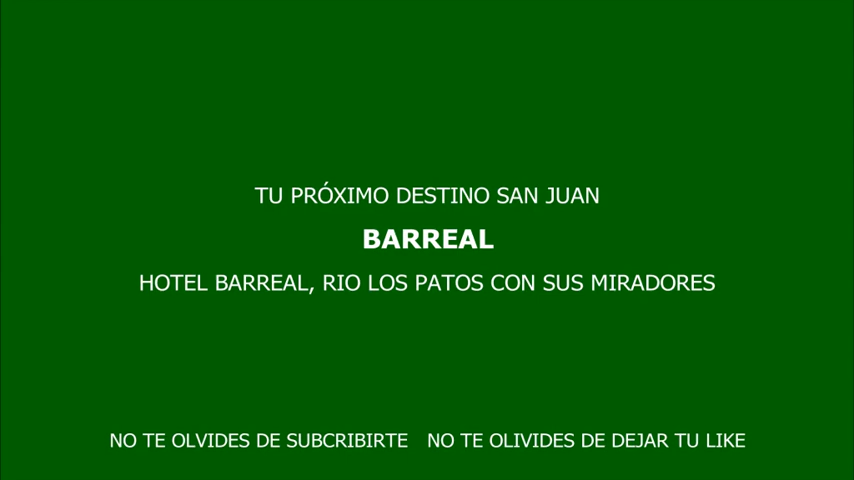 TU PRÓXIMO DESTINO SAN JUAN
BARREAL
HOTEL BARREAL, RIO LOS PATOS CON SUS MIRADORES
NO TE OLVIDES DE SUBCRIBIRTE NO TE OLIVIDES DE DEJAR TU LIKE